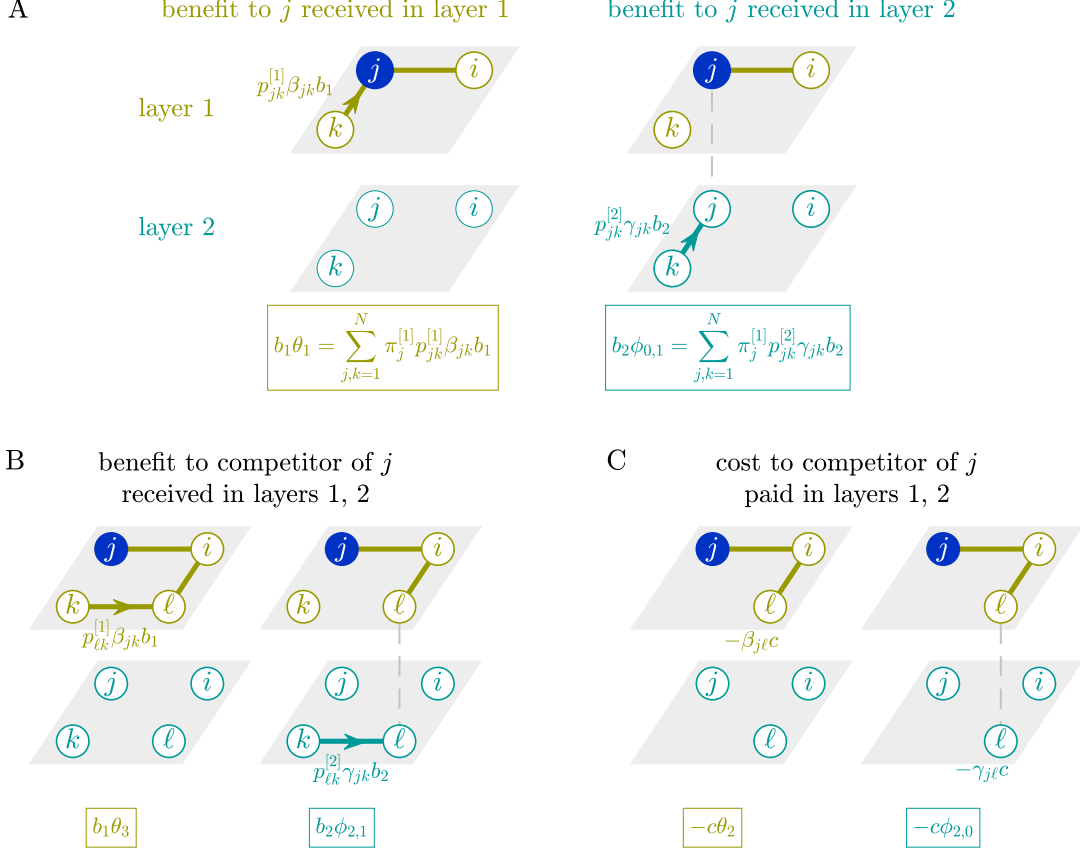 A
benefit to j received in layer 1
benefit to j received in layer 2
layer 1
p_{jk}^{[1]}β_{jk}b_1
j
i
k
j
i
k
layer 2
j
i
k
p_{jk}^{[2]}γ_{jk}b_2
j
i
k
b_1θ_1 = ∑_{j,k=1}^{N} π_j^{[1]}p_{jk}^{[1]}β_{jk}b_1
b_2ϕ_{0,1} = ∑_{j,k=1}^{N} π_j^{[1]}p_{jk}^{[2]}γ_{jk}b_2
B
benefit to competitor of j
received in layers 1, 2
j
i
k
ℓ
p_{ℓk}^{[1]}β_{jk}b_1
j
i
k
ℓ
j
i
k
ℓ
j
i
k
ℓ
p_{ℓk}^{[2]}γ_{jk}b_2
b_1θ_3
b_2ϕ_{2,1}
C
cost to competitor of j
paid in layers 1, 2
j
i
ℓ
−β_{jℓ}c
j
i
ℓ
j
i
ℓ
j
i
ℓ
−γ_{jℓ}c
−cθ_2
−cϕ_{2,0}